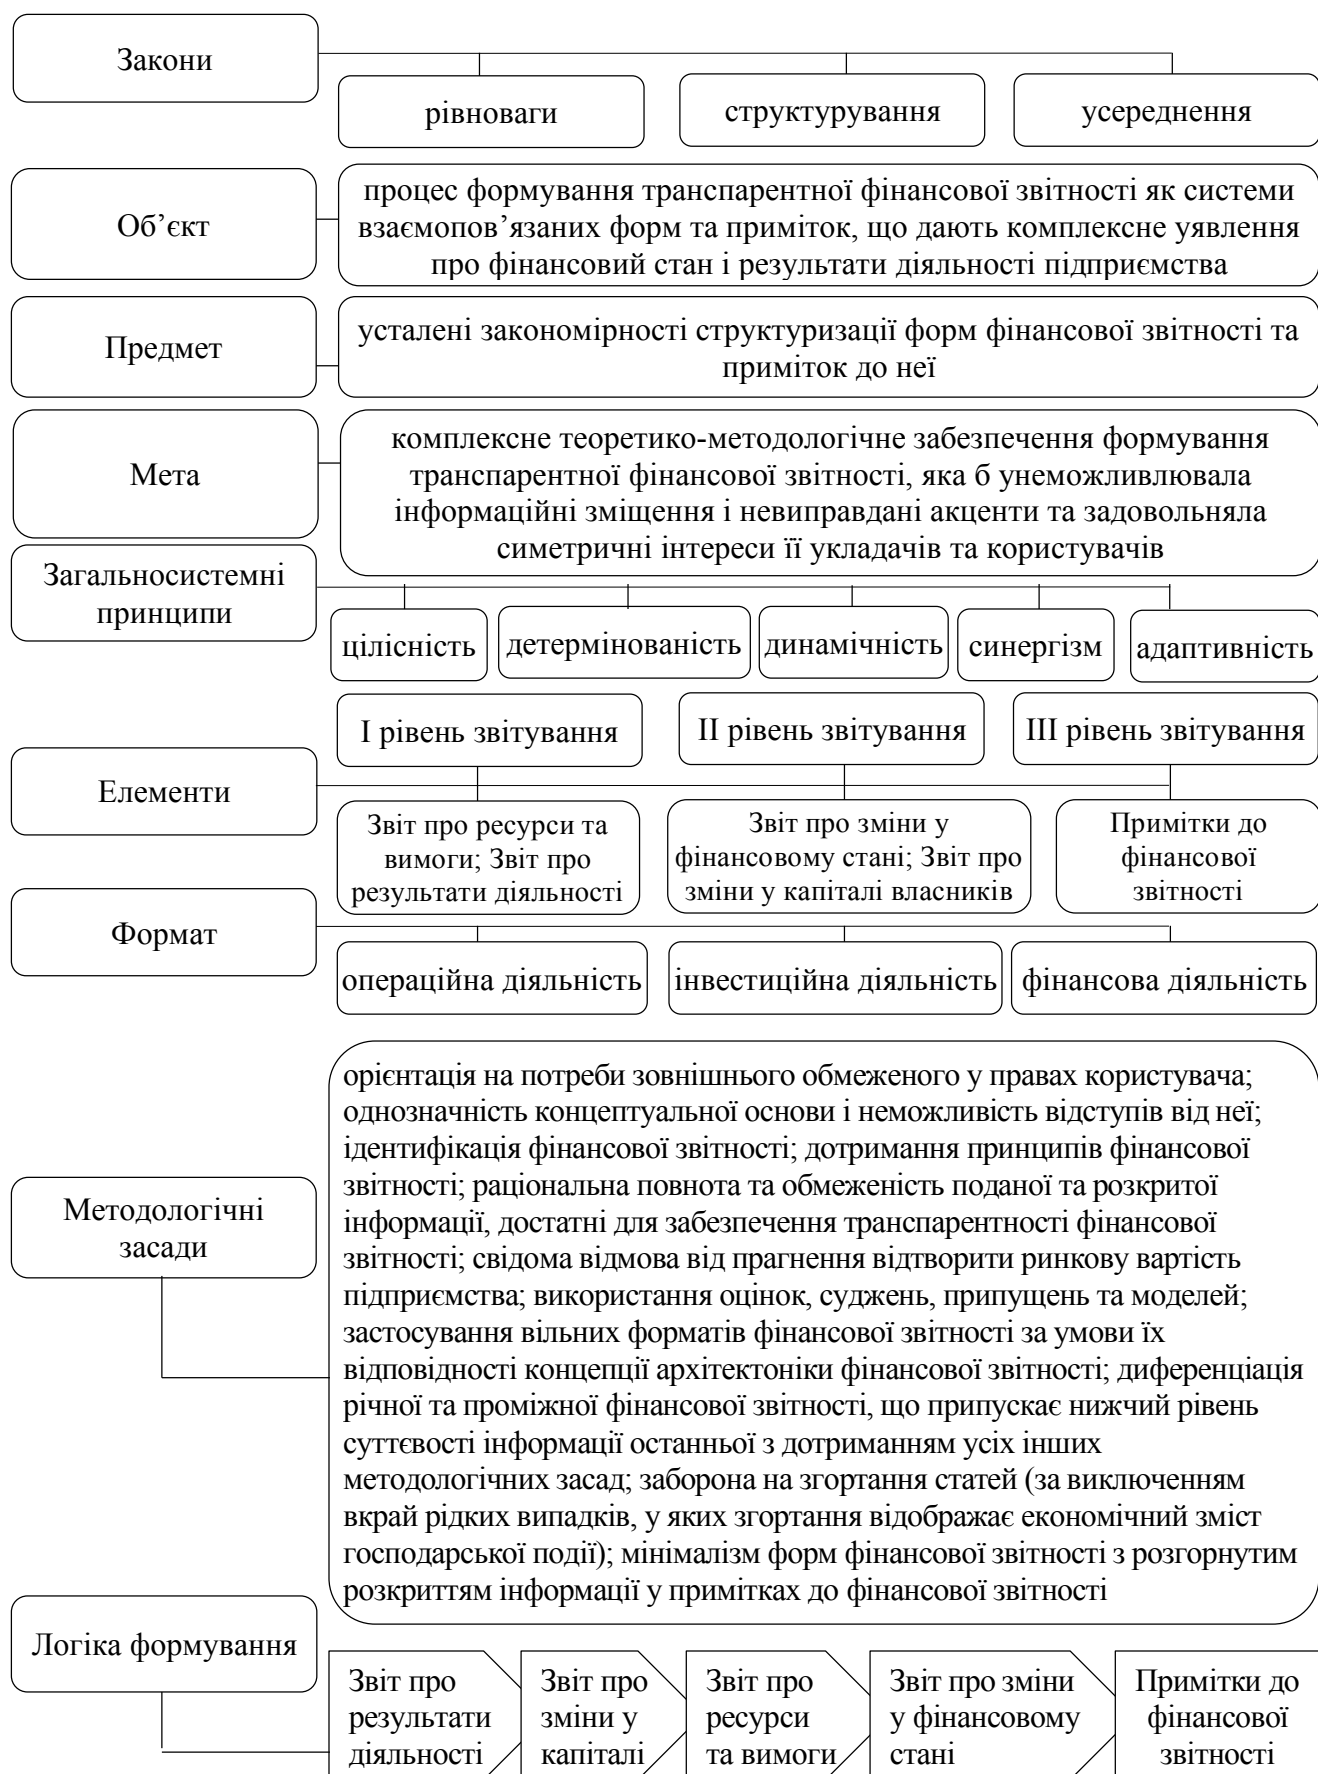 Закони
рівноваги
структурування
усереднення
Об’єкт
процес формування транспарентної фінансової звітності як системи
взаємопов’язаних форм та приміток, що дають комплексне уявлення
про фінансовий стан і результати діяльності підприємства
Предмет
усталені закономірності структуризації форм фінансової звітності та
приміток до неї
Мета
комплексне теоретико-методологічне забезпечення формування
транспарентної фінансової звітності, яка б унеможливлювала
інформаційні зміщення і невиправдані акценти та задовольняла
симетричні інтереси її укладачів та користувачів
Загальносистемні
принципи
цілісність
детермінованість
динамічність
синергізм
адаптивність
І рівень звітування
ІІ рівень звітування
ІІІ рівень звітування
Елементи
Звіт про ресурси та
вимоги; Звіт про
результати діяльності
Звіт про зміни у
фінансовому стані; Звіт про
зміни у капіталі власників
Примітки до
фінансової
звітності
Формат
операційна діяльність
інвестиційна діяльність
фінансова діяльність
Методологічні
засади
орієнтація на потреби зовнішнього обмеженого у правах користувача;
однозначність концептуальної основи і неможливість відступів від неї;
ідентифікація фінансової звітності; дотримання принципів фінансової
звітності; раціональна повнота та обмеженість поданої та розкритої
інформації, достатні для забезпечення транспарентності фінансової
звітності; свідома відмова від прагнення відтворити ринкову вартість
підприємства; використання оцінок, суджень, припущень та моделей;
застосування вільних форматів фінансової звітності за умови їх
відповідності концепції архітектоніки фінансової звітності; диференціація
річної та проміжної фінансової звітності, що припускає нижчий рівень
суттєвості інформації останньої з дотриманням усіх інших
методологічних засад; заборона на згортання статей (за виключенням
вкрай рідких випадків, у яких згортання відображає економічний зміст
господарської події); мінімалізм форм фінансової звітності з розгорнутим
розкриттям інформації у примітках до фінансової звітності
Логіка формування
Звіт про
результати
діяльності
Звіт про
зміни у
капіталі
Звіт про
ресурси
та вимоги
Звіт про зміни
у фінансовому
стані
Примітки до
фінансової
звітності